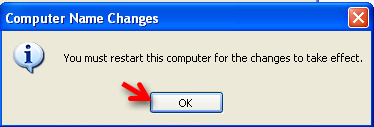 Computer Name Changes
You must restart this computer for the changes to take effect.
OK